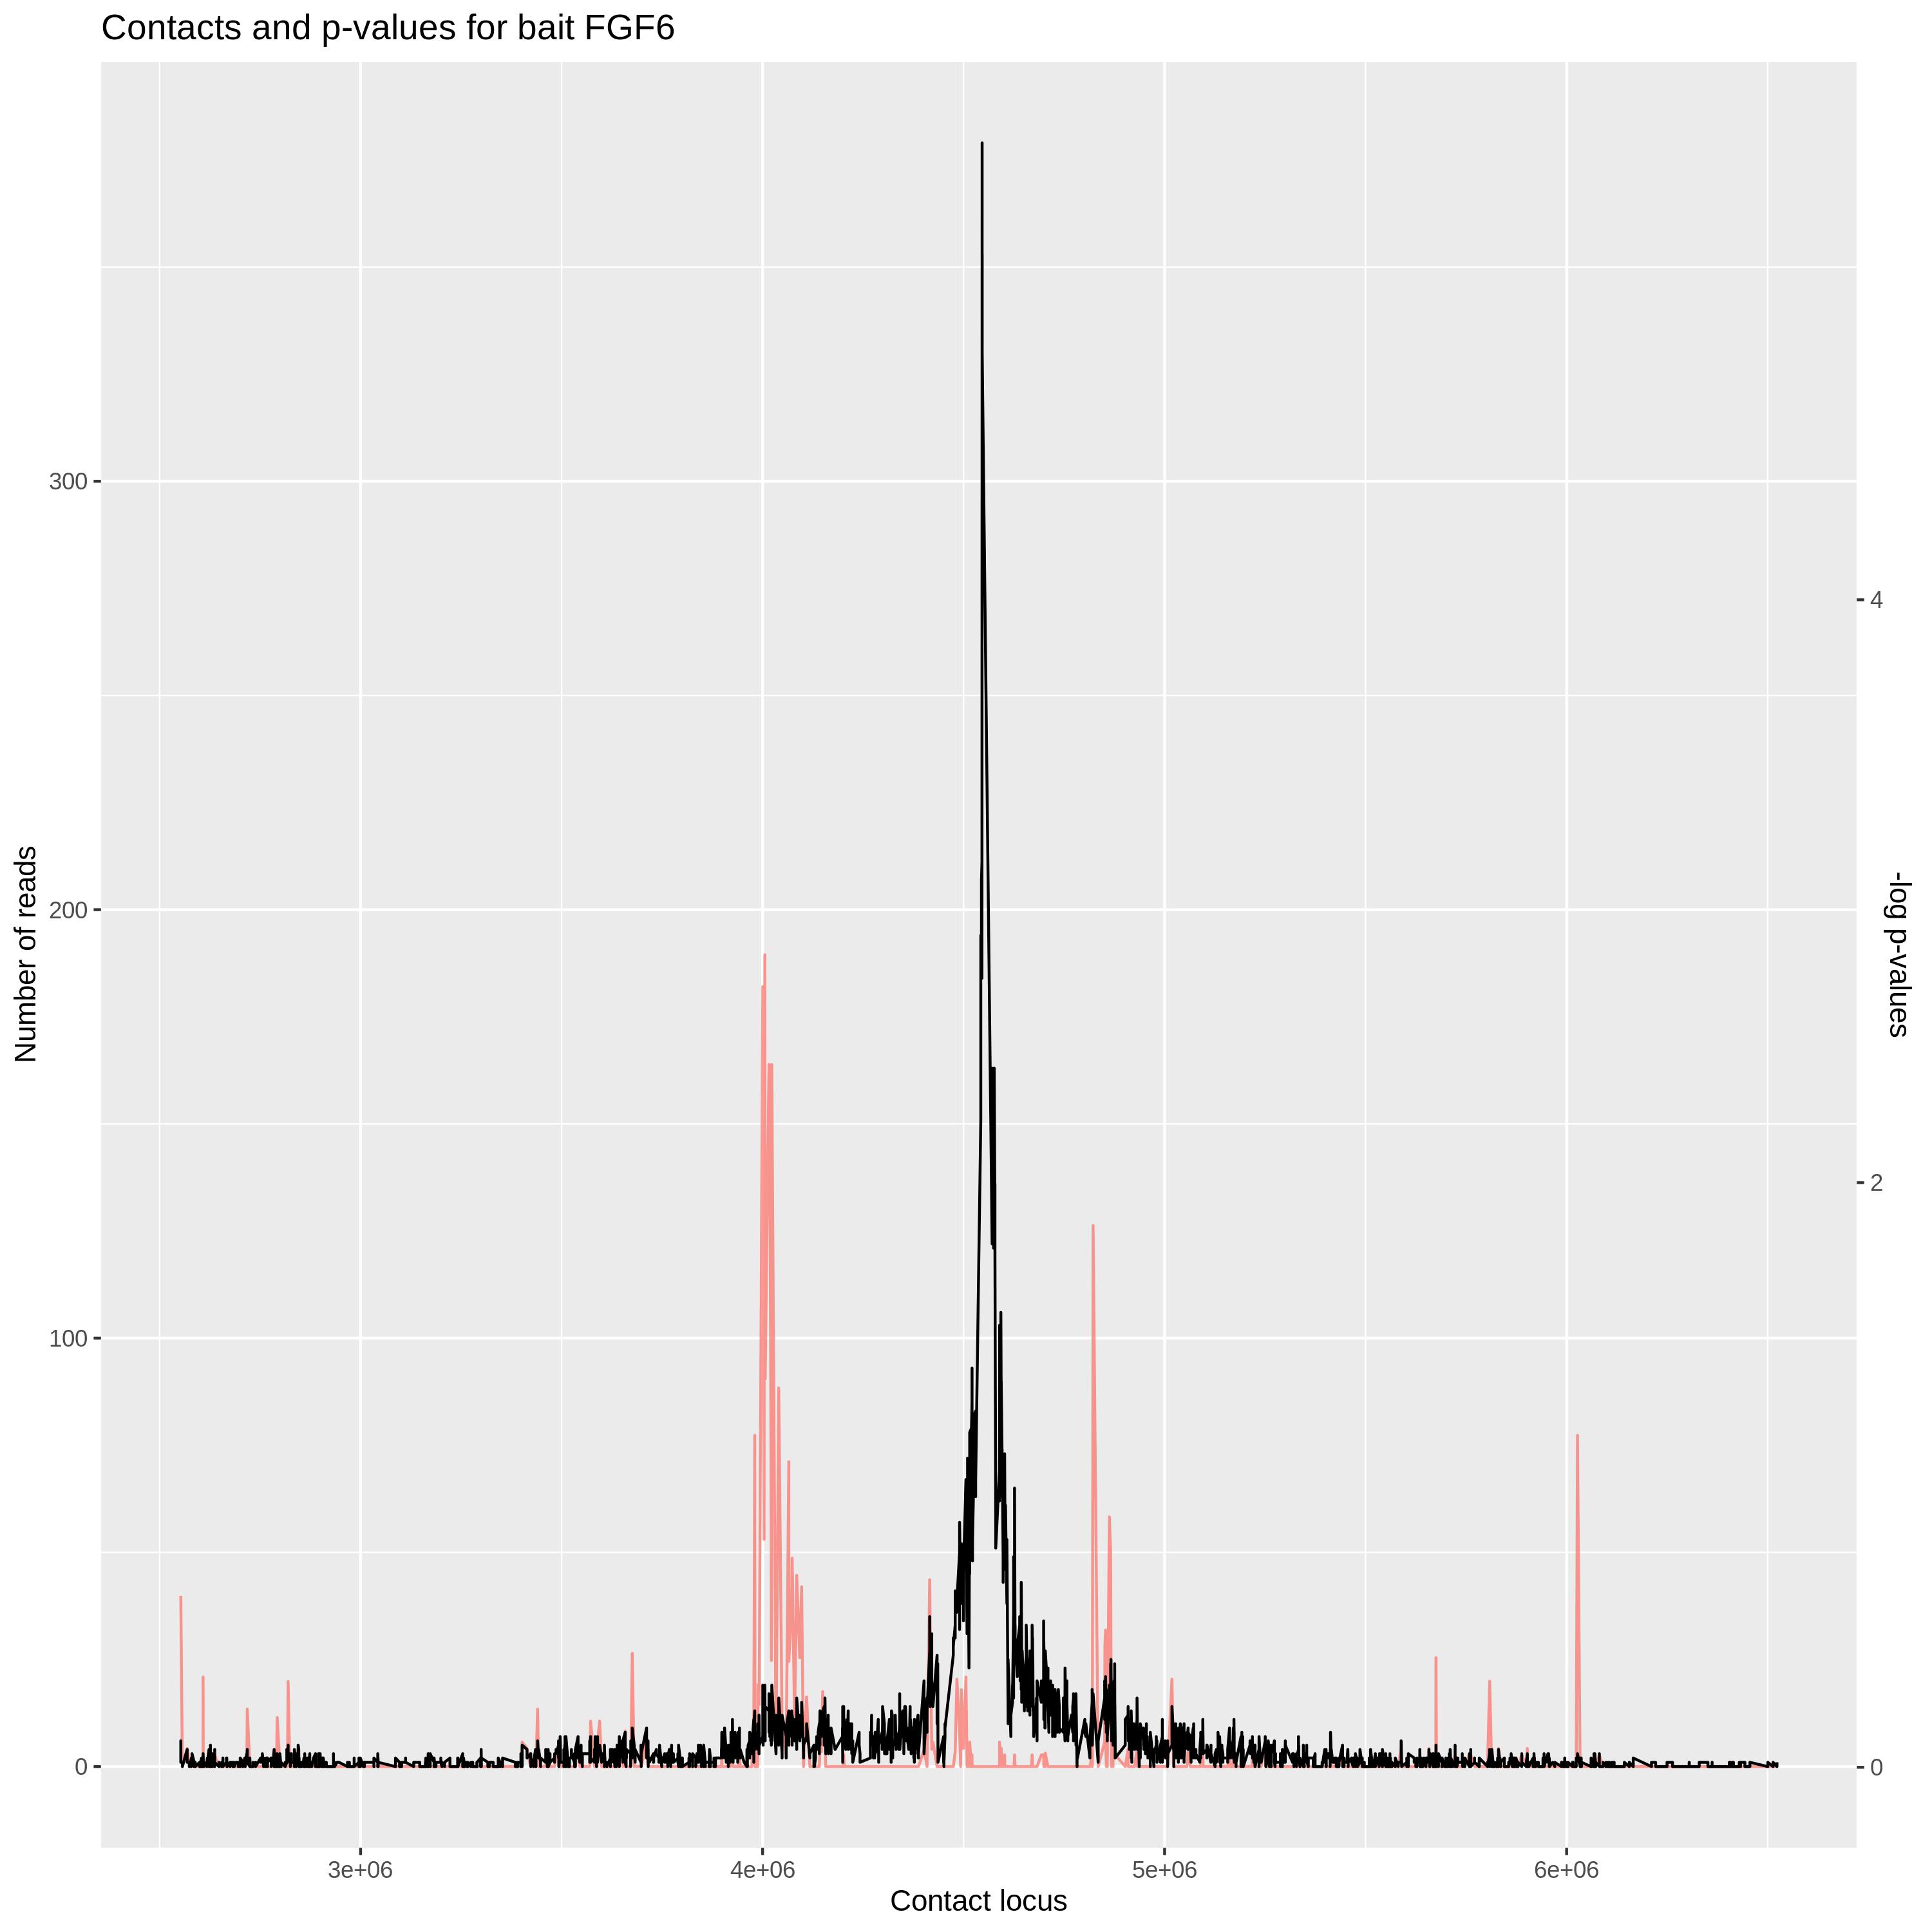 Contacts and p-values for bait FGF6
300
200
100
0
4
2
0
Number of reads
-log p-values
3e+06
4e+06
5e+06
6e+06
Contact locus